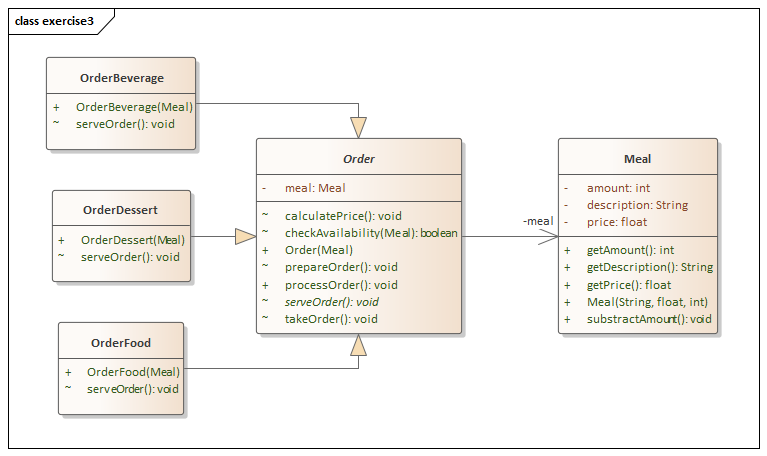 class exercise3
OrderBeverage
+ OrderBeverage(Meal)
~ serveOrder(): void
OrderDessert
+ OrderDessert(Meal)
~ serveOrder(): void
OrderFood
+ OrderFood(Meal)
~ serveOrder(): void
Order
- meal: Meal
~ calculatePrice(): void
~ checkAvailability(Meal): boolean
+ Order(Meal)
~ prepareOrder(): void
+ processOrder(): void
~ serveOrder(): void
~ takeOrder(): void
-meal
Meal
- amount: int
- description: String
- price: float
+ getAmount(): int
+ getDescription(): String
+ getPrice(): float
+ Meal(String, float, int)
+ substractAmount(): void